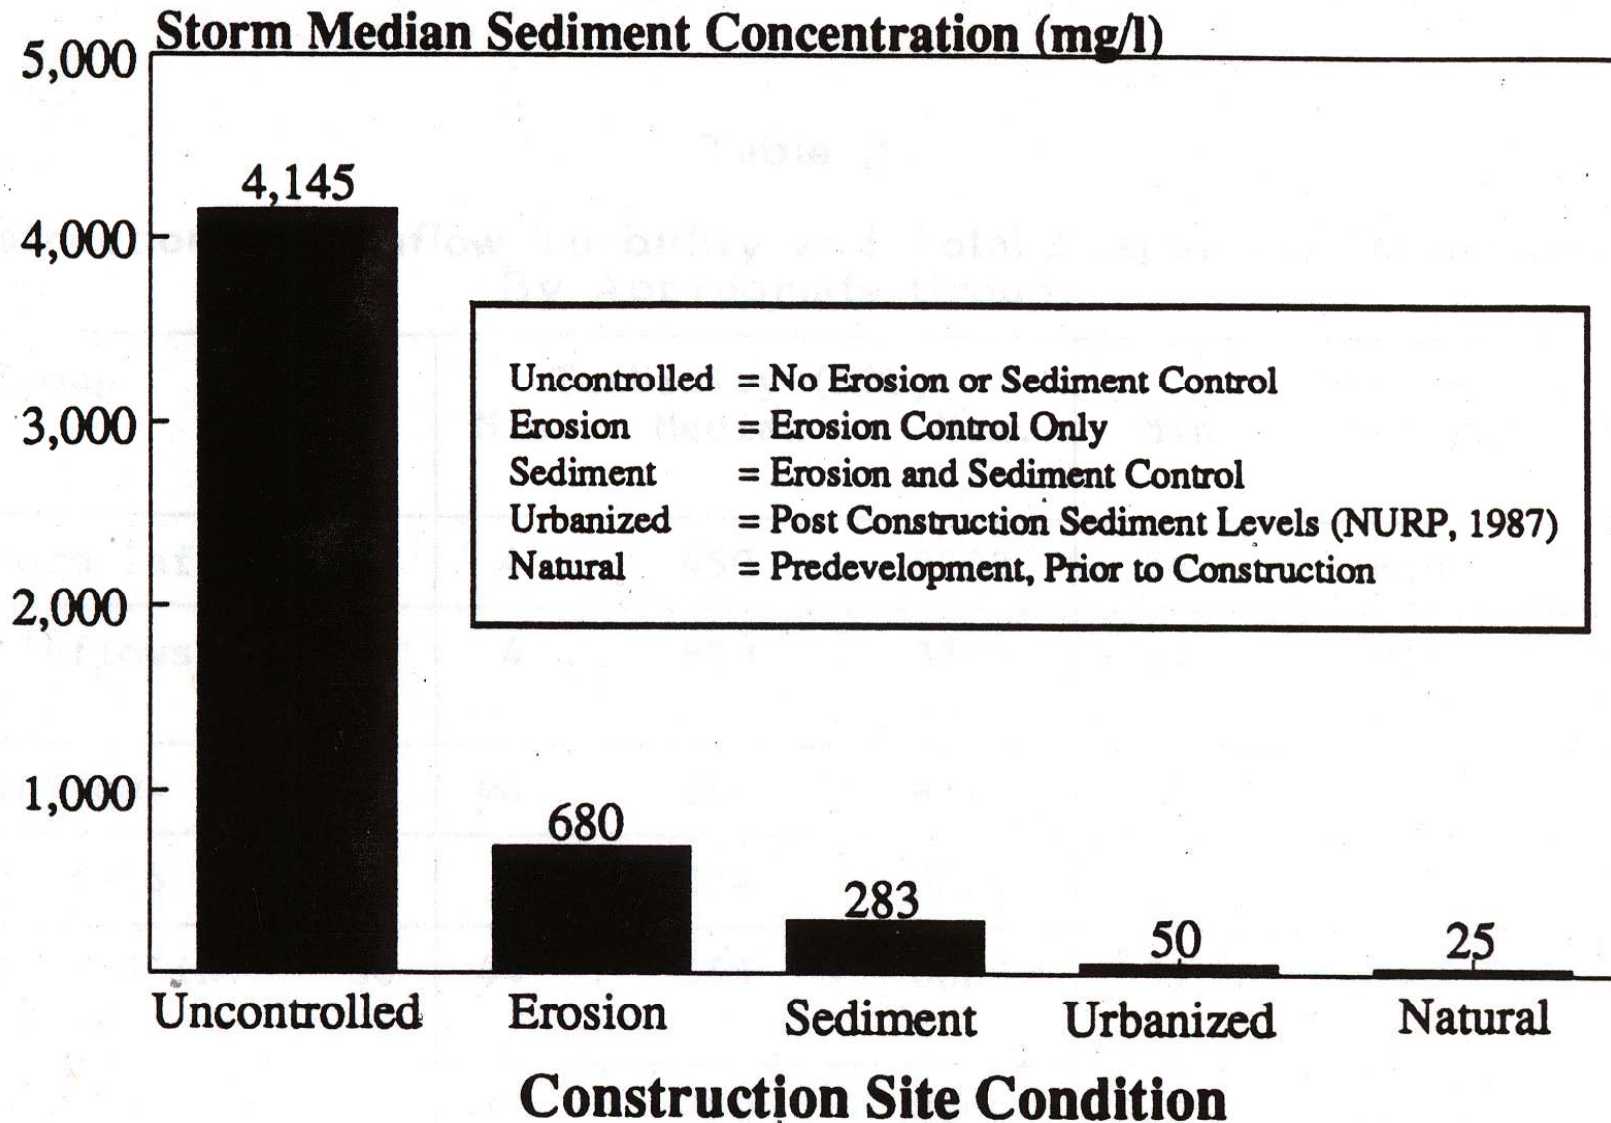 Storm Median Sediment Concentration (mg/l)
5,000
4,145
4,000
Uncontrolled = No Erosion or Sediment Control
3,000
Erosion = Erosion Control Only
Sediment = Erosion and Sediment Control
Urbanized = Post Construction Sediment Levels (NURP, 1987)
Natural = Predevelopment, Prior to Construction
2,000
1,000
680
283
50
25
Uncontrolled Erosion Sediment Urbanized Natural
Construction Site Condition